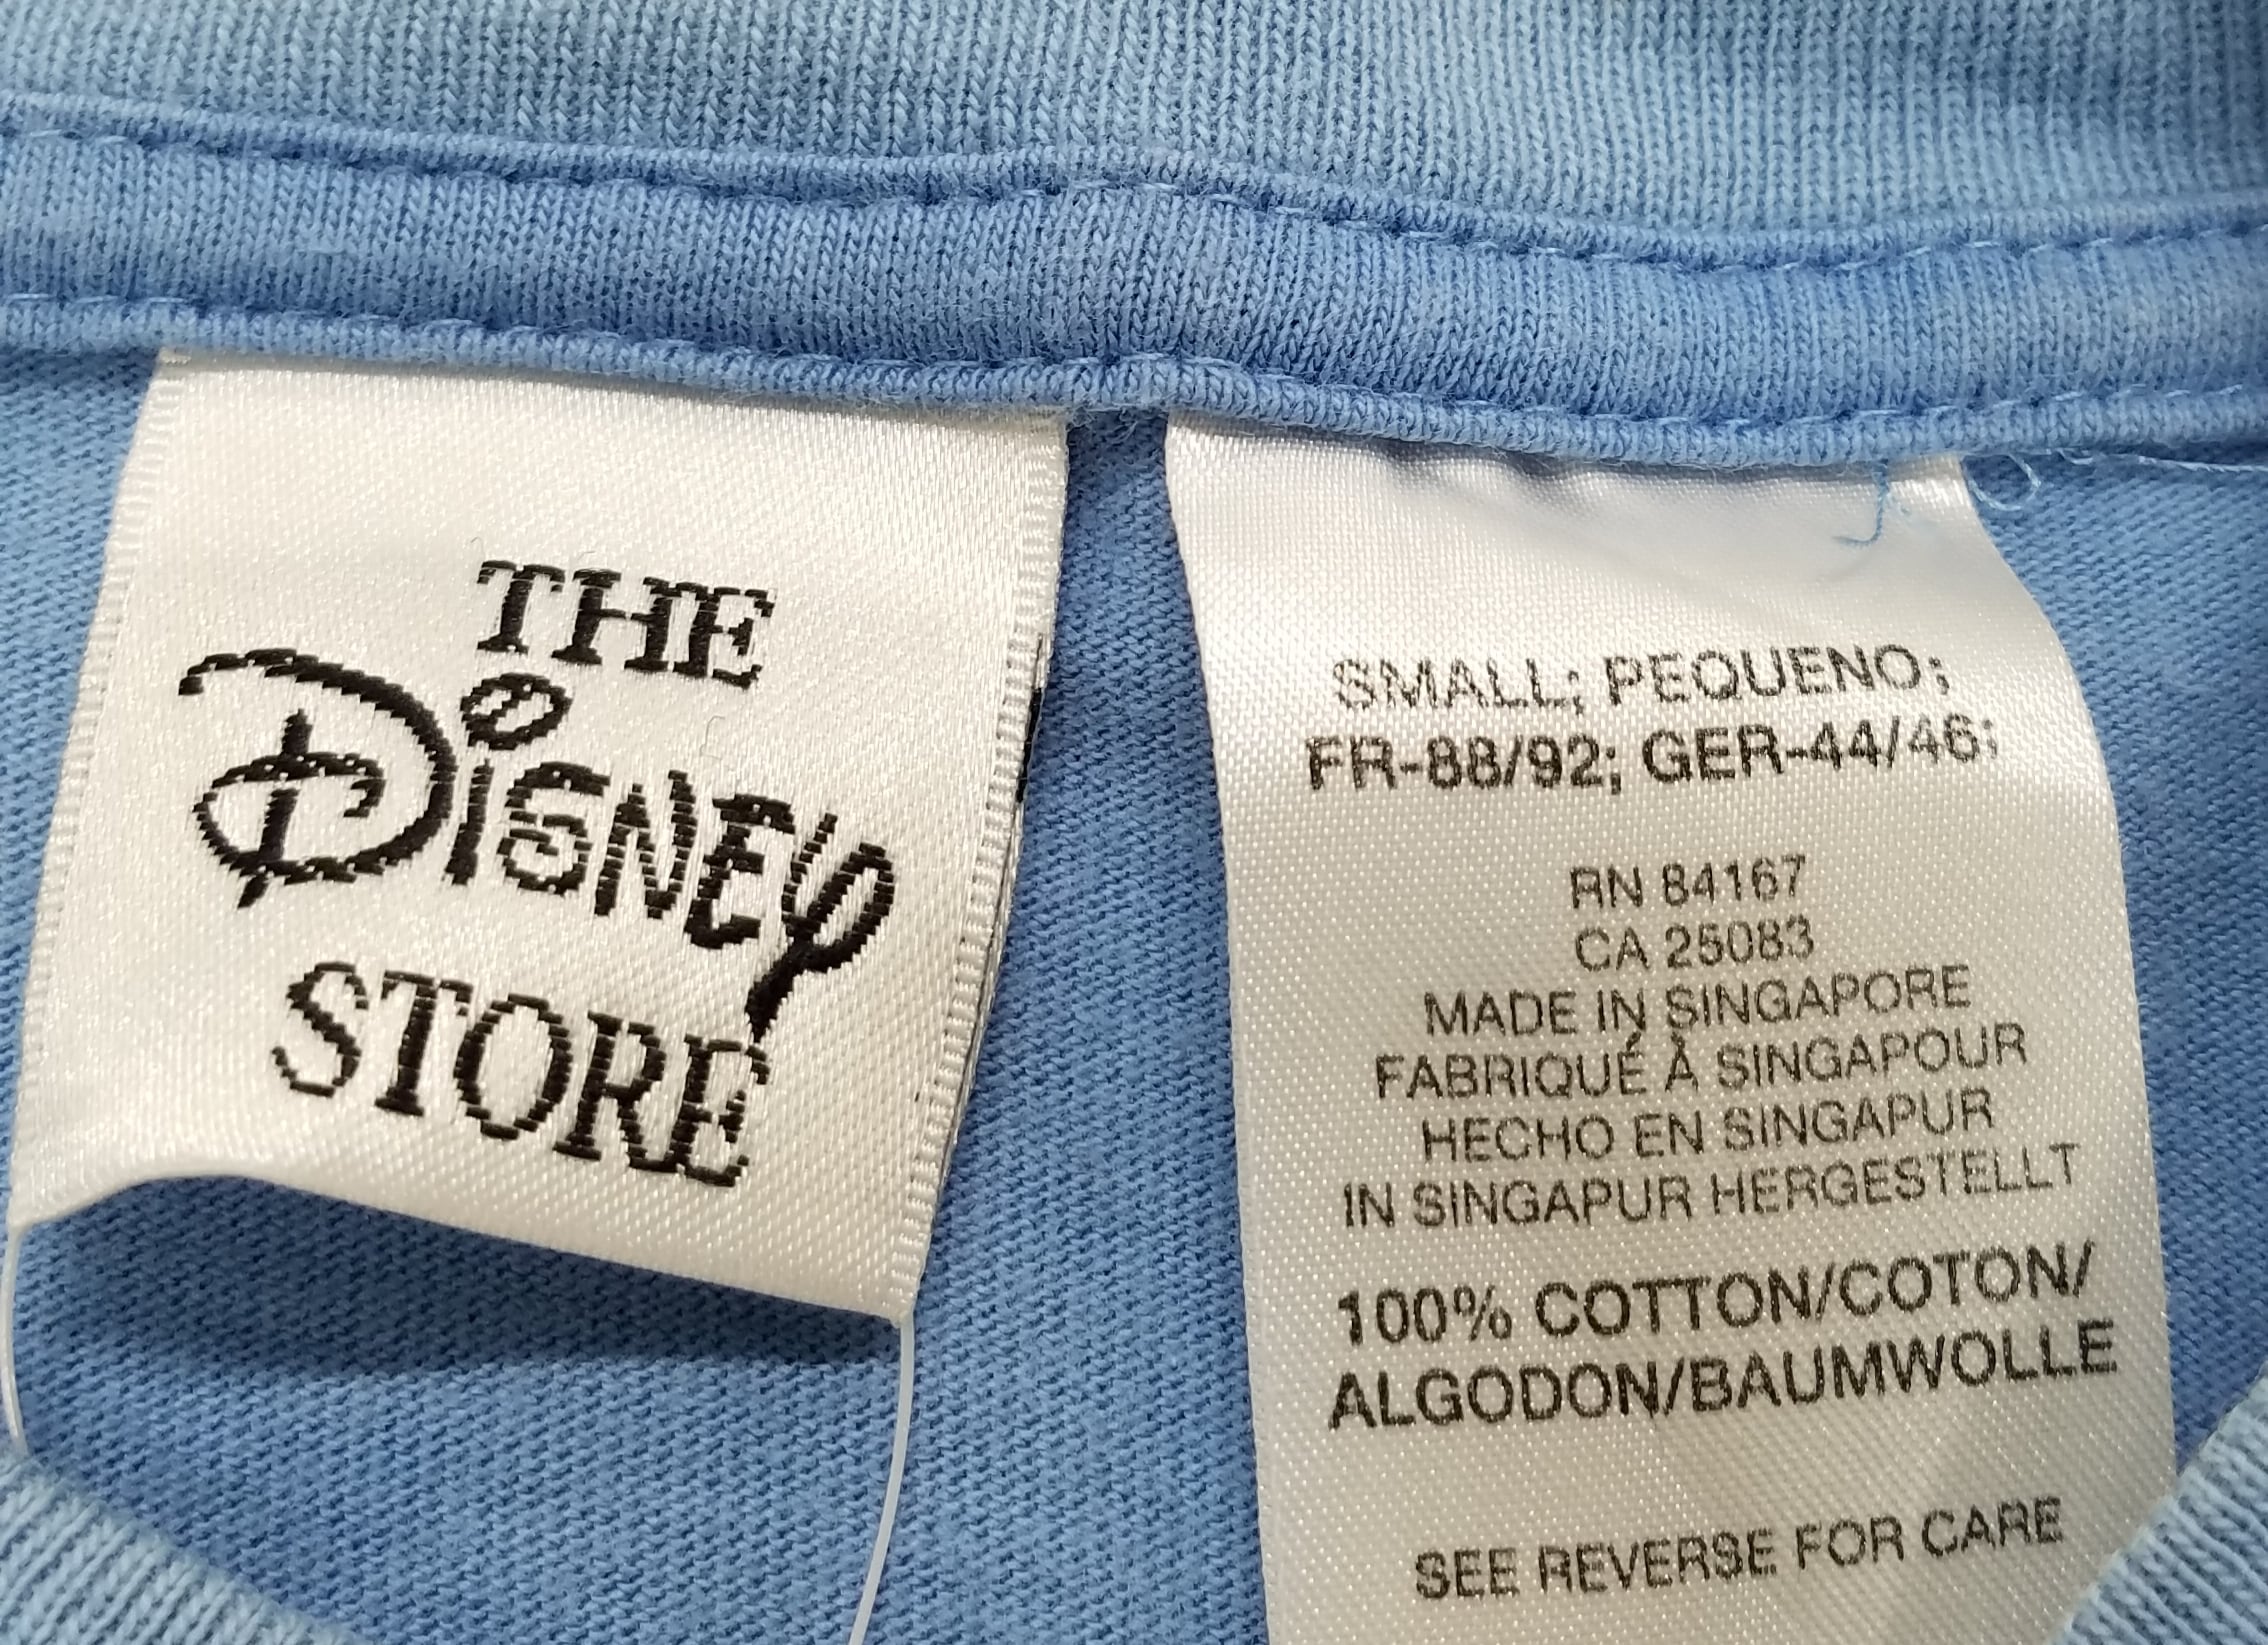 THE
DISNEY
STORE
SMALL; PEQUENO;
FR-88/92; GER-44/46;
RN 84167
CA 25083
MADE IN SINGAPORE
FABRIQUÉ À SINGAPOUR
HECHO EN SINGAPUR
IN SINGAPUR HERGESTELLT
100% COTTON/COTON/
ALGODON/BAUMWOLLE
SEE REVERSE FOR CARE